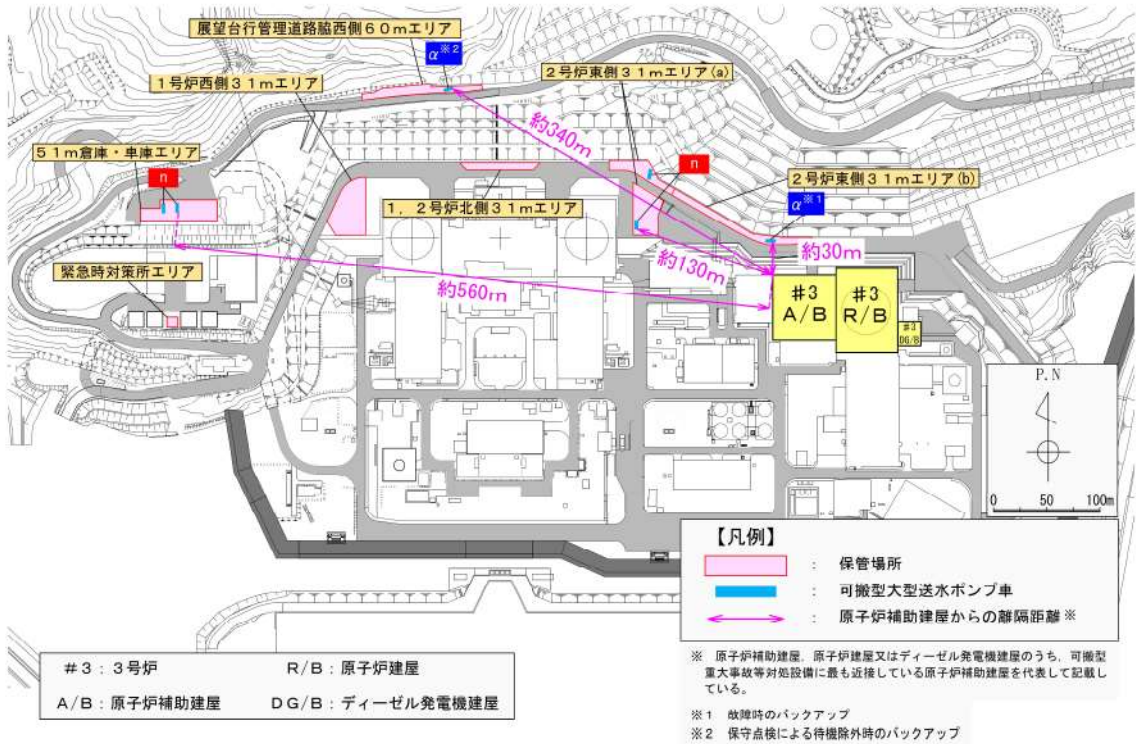 展望台行管理道路脇西側60mエリア
α※2
1号炉西側31mエリア
2号炉東側31mエリア(a)
約340m
51m倉庫・車庫エリア
n
n
2号炉東側31mエリア(b)
α※1
1,2号炉北側31mエリア
約30m
約130m
緊急時対策所エリア
約560m
#3
A/B
#3
R/B
#3
DG/B
P.N
0 50 100m
【凡例】
: 保管場所
: 可搬型大型送水ポンプ車
: 原子炉補助建屋からの離隔距離※
#3:3号炉 R/B:原子炉建屋
A/B:原子炉補助建屋 DG/B:ディーゼル発電機建屋
※ 原子炉補助建屋,原子炉建屋又はディーゼル発電機建屋のうち,可搬型
重大事故等対処設備に最も近接している原子炉補助建屋を代表して記載し
ている。
※1 故障時のバックアップ
※2 保守点検による待機除外時のバックアップ